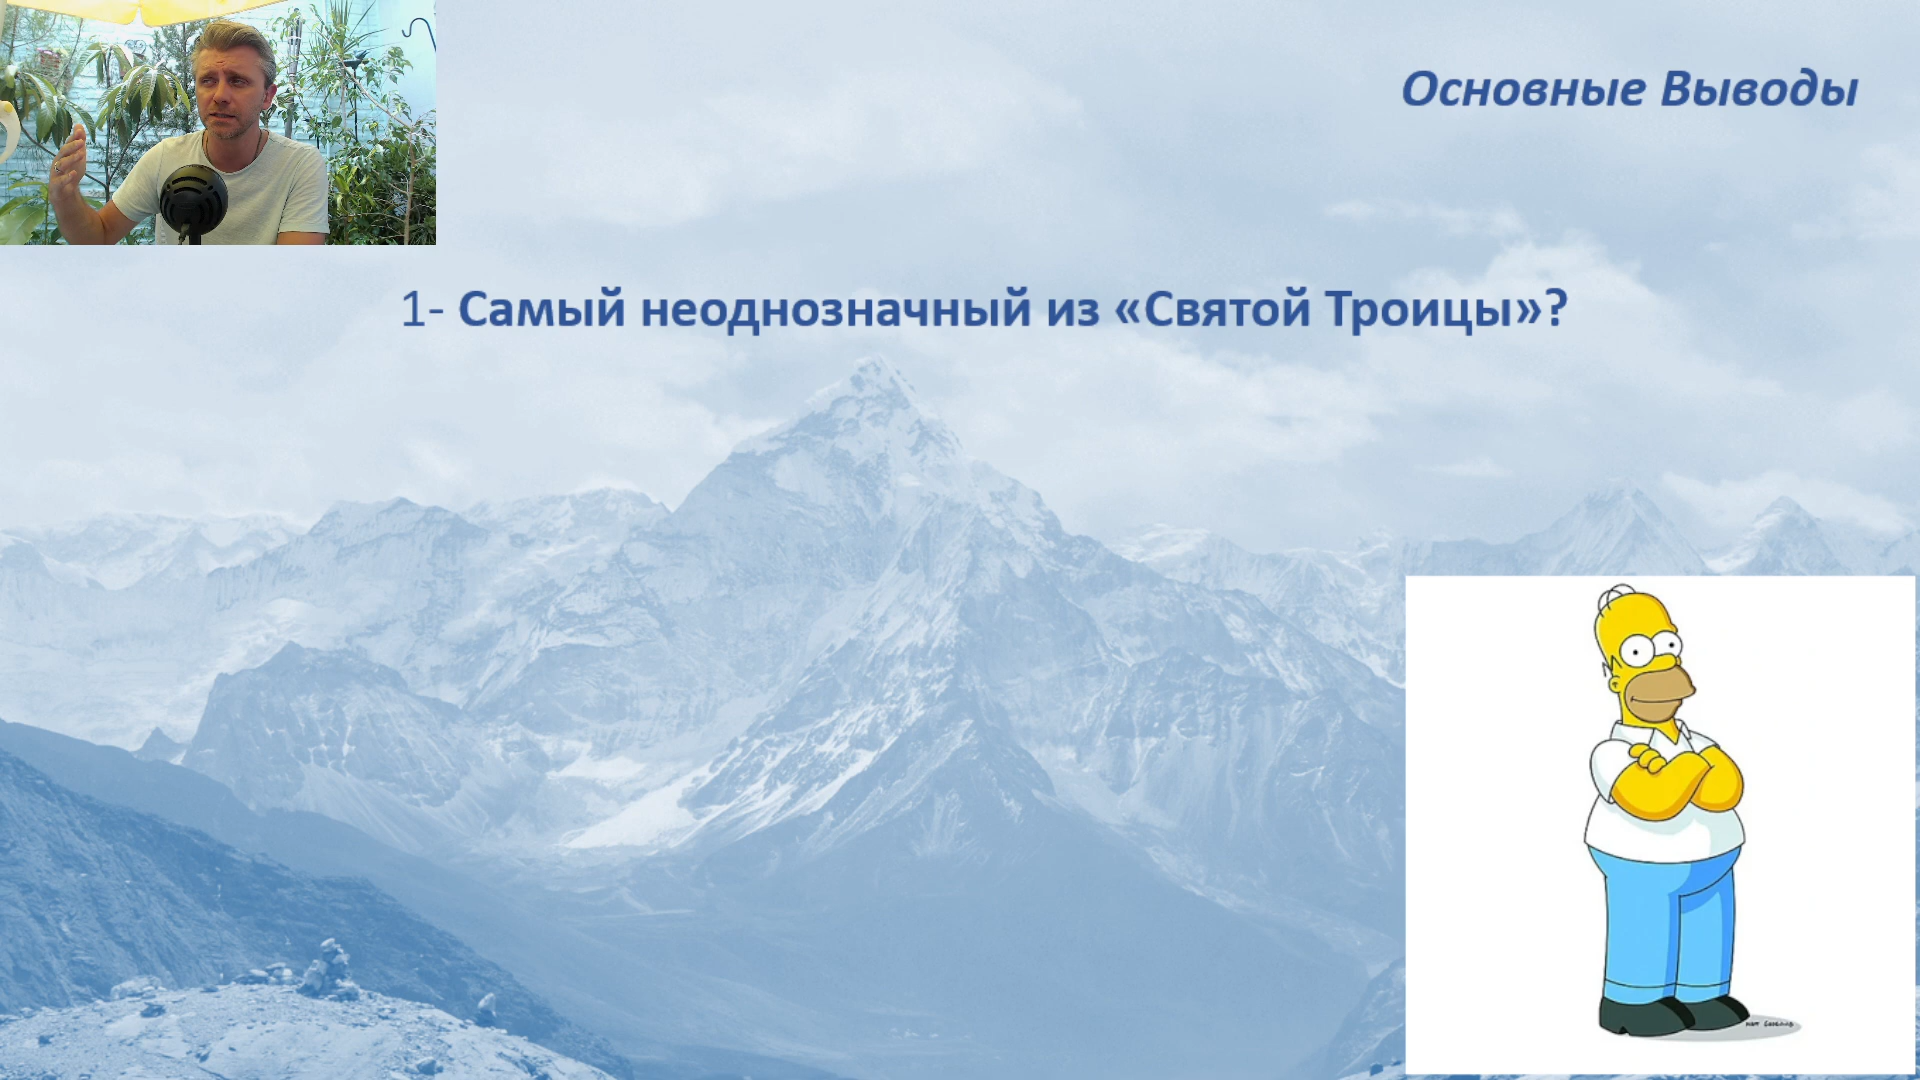 Основные Выводы
1- Самый неоднозначный из «Святой Троицы»?